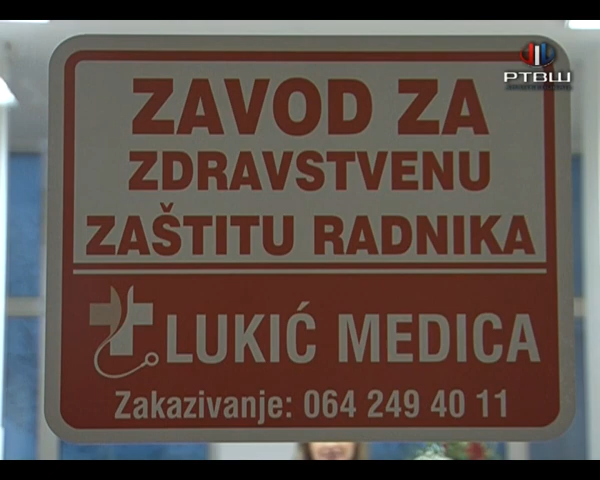 РТВШ
ZAVOD ZA
ZDRAVSTVENU
ZAŠTITU RADNIKA
LUKIĆ MEDICA
Zakazivanje: 064 249 40 11